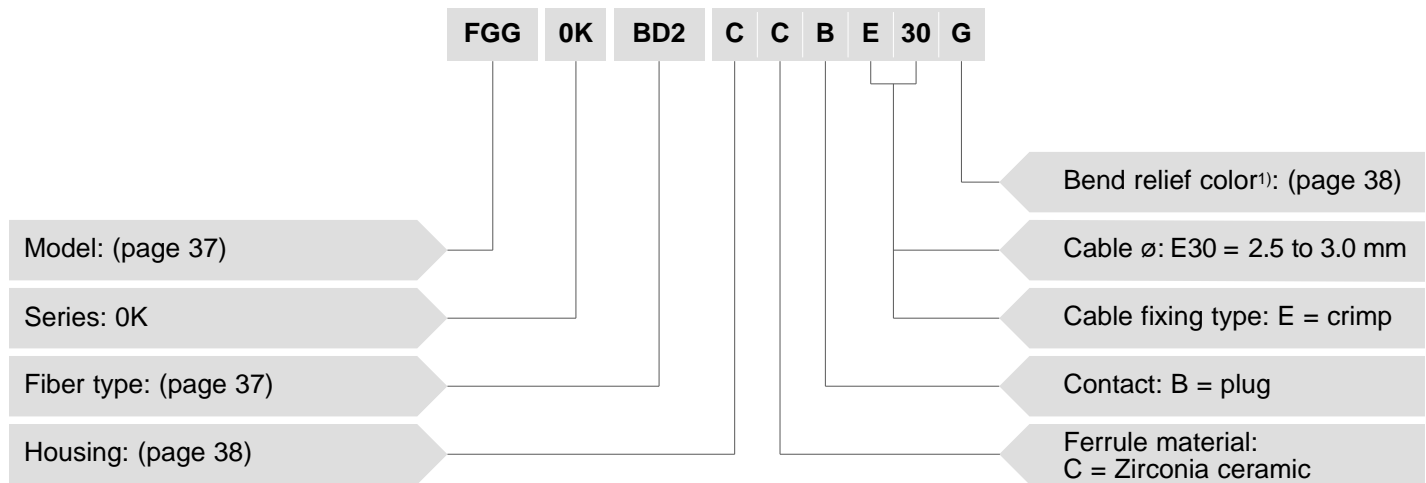 FGG 0K BD2 C C B E 30 G
Bend relief color1): (page 38)
Model: (page 37)
Cable ø: E30 = 2.5 to 3.0 mm
Series: 0K
Cable fixing type: E = crimp
Fiber type: (page 37)
Contact: B = plug
Housing: (page 38)
Ferrule material:
C = Zirconia ceramic